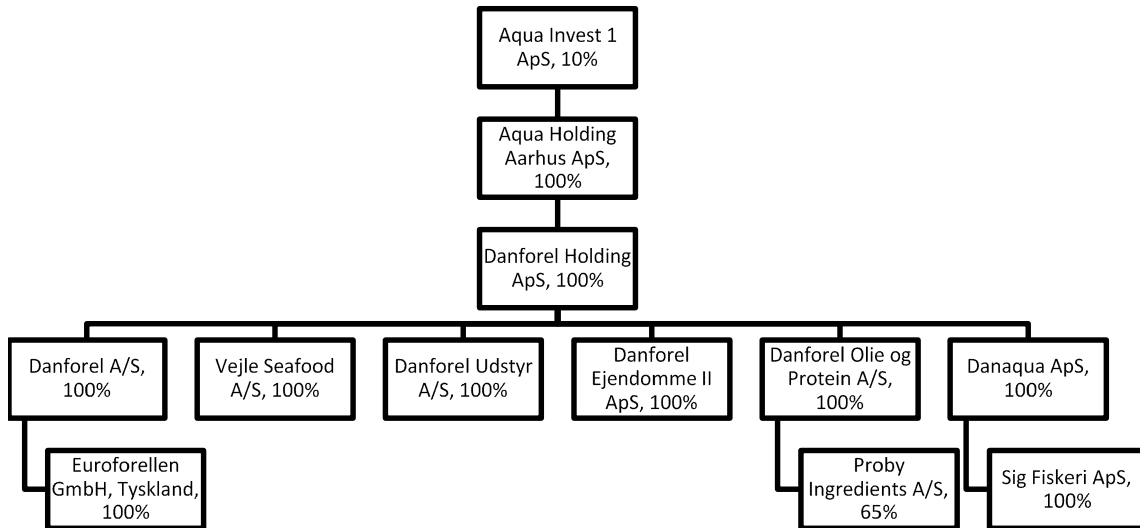 Aqua Invest 1
ApS, 10%
Aqua Holding
Aarhus ApS,
100%
Danforel Holding
ApS, 100%
Danforel A/S,
100%
Vejle Seafood
A/S, 100%
Danforel Udstyr
A/S, 100%
Danforel
Ejendomme II
ApS, 100%
Danforel Olie og
Protein A/S,
100%
Danaqua ApS,
100%
Euroforellen
GmbH, Tyskland,
100%
Proby
Ingredients A/S,
65%
Sig Fiskeri ApS,
100%